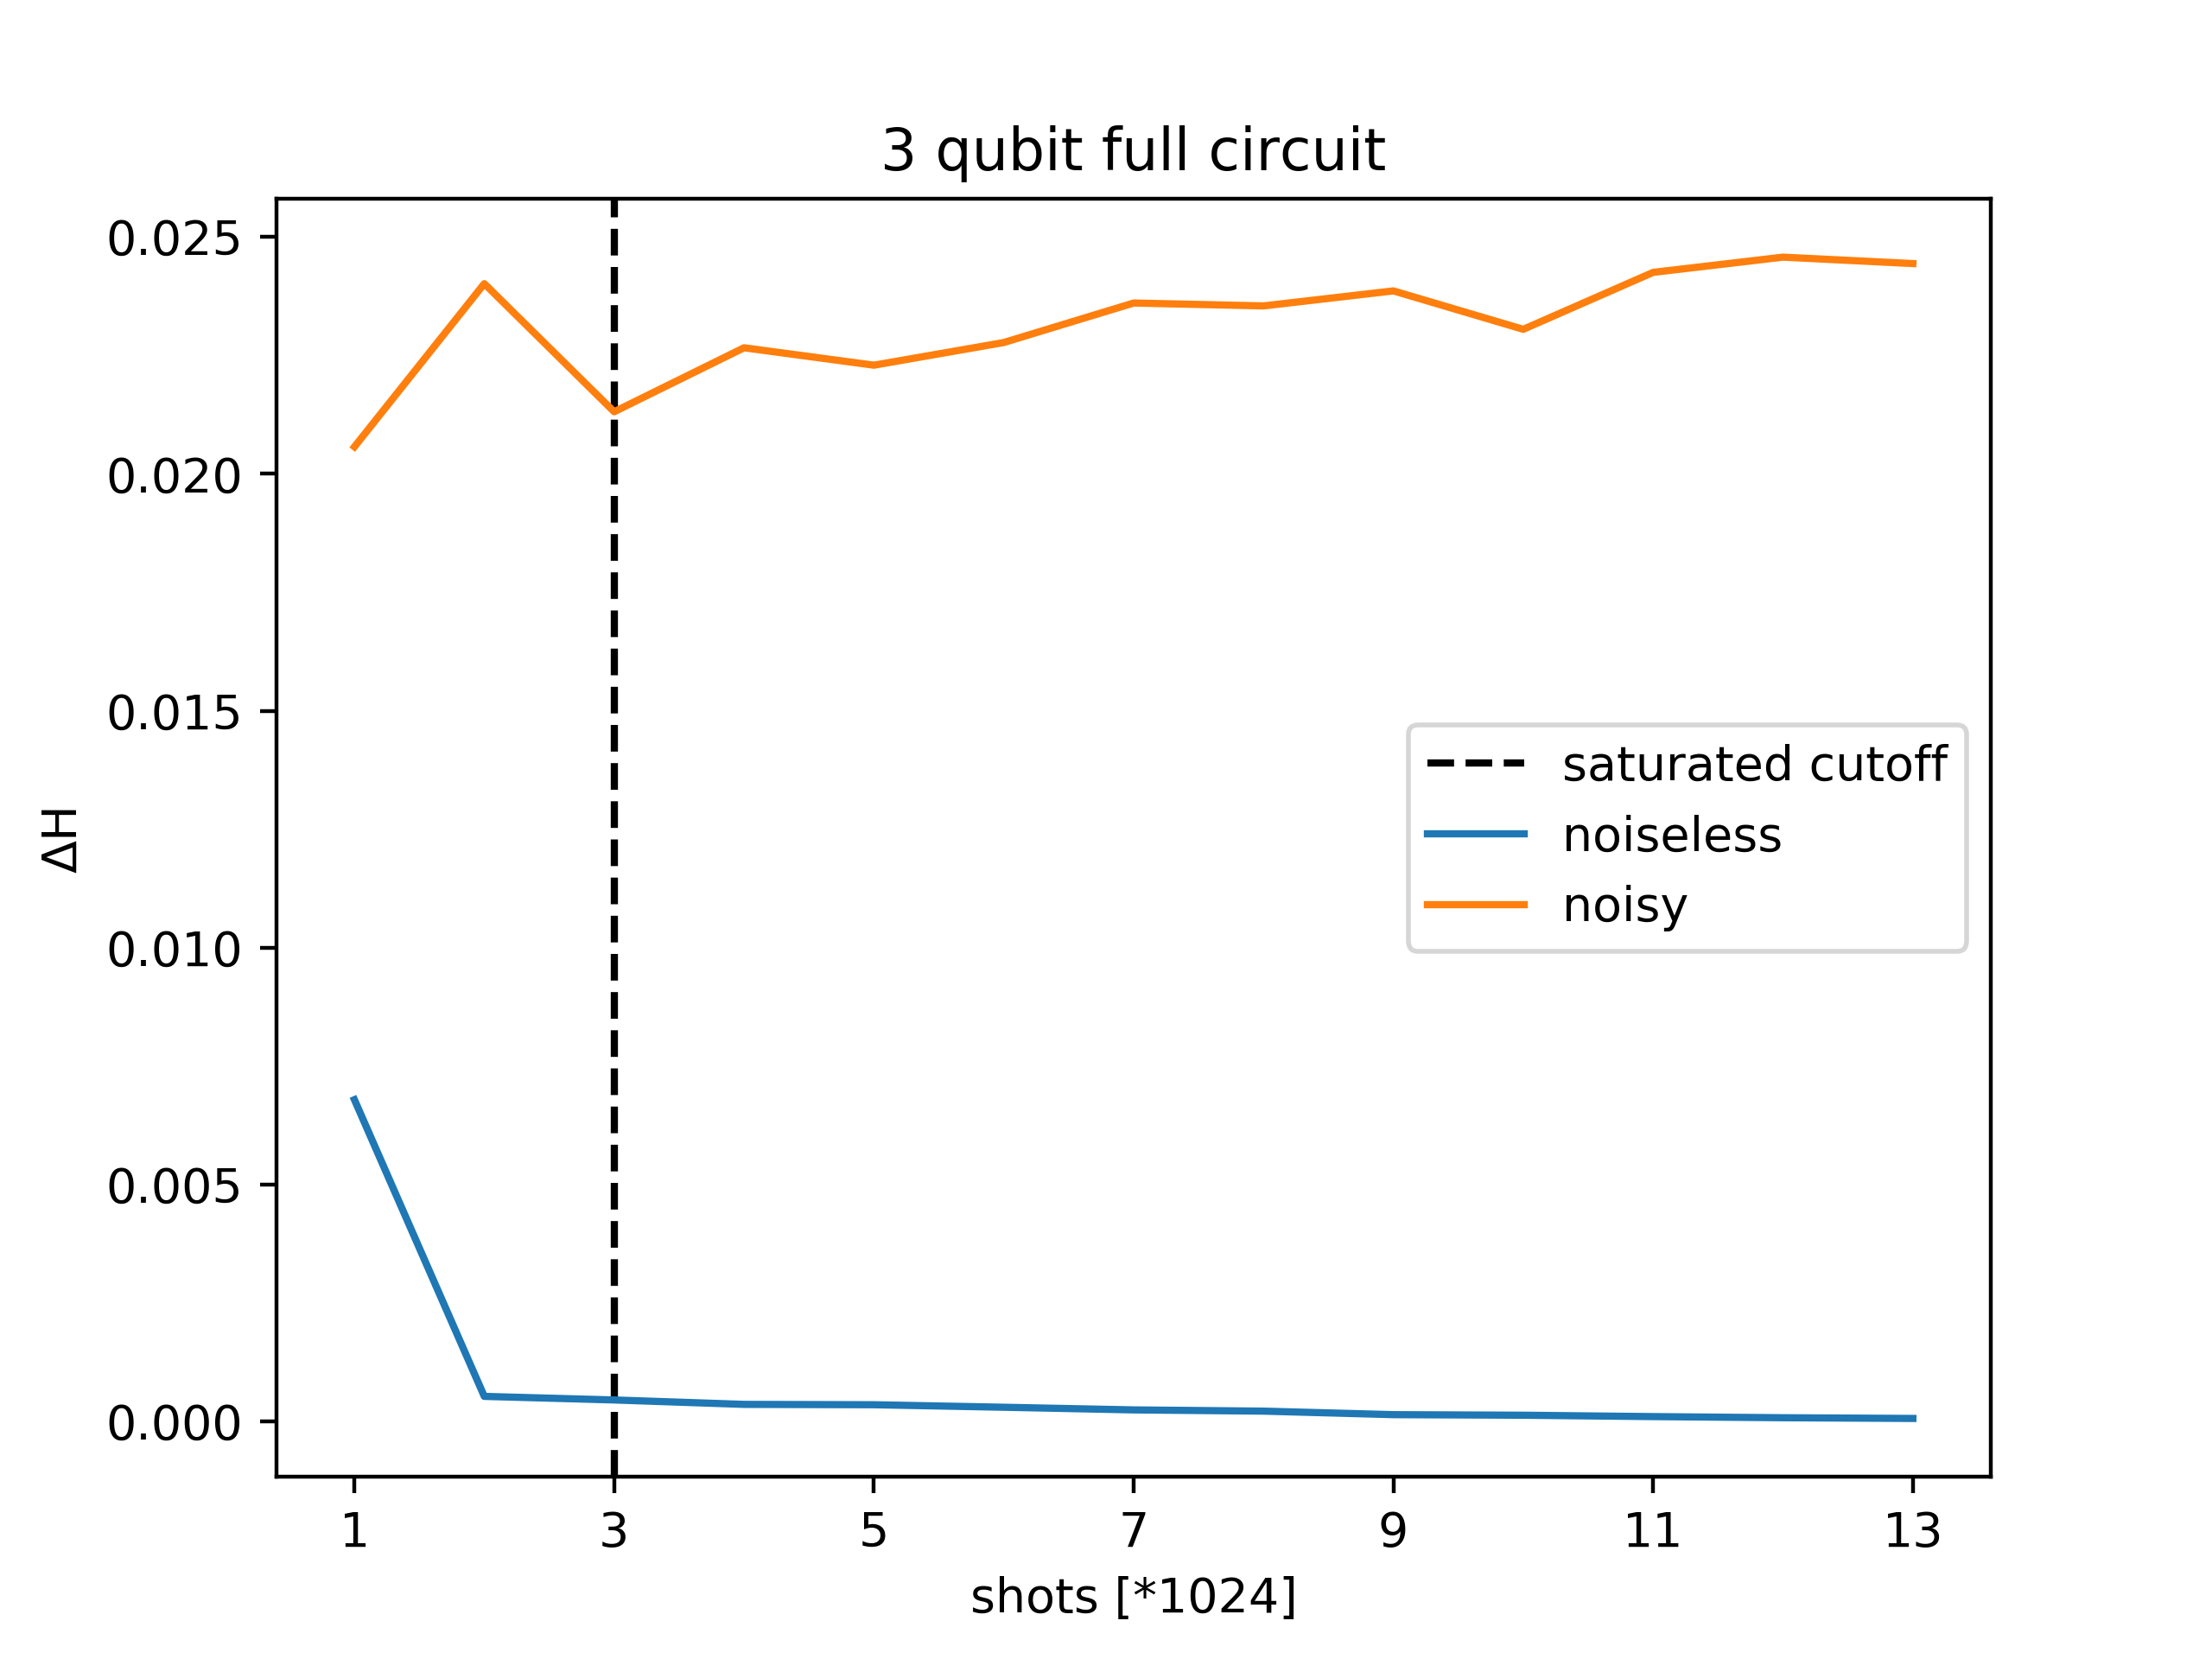 3 qubit full circuit
0.025
0.020
0.015
0.010
0.005
0.000
ΔH
saturated cutoff
noiseless
noisy
1 3 5 7 9 11 13
shots [*1024]